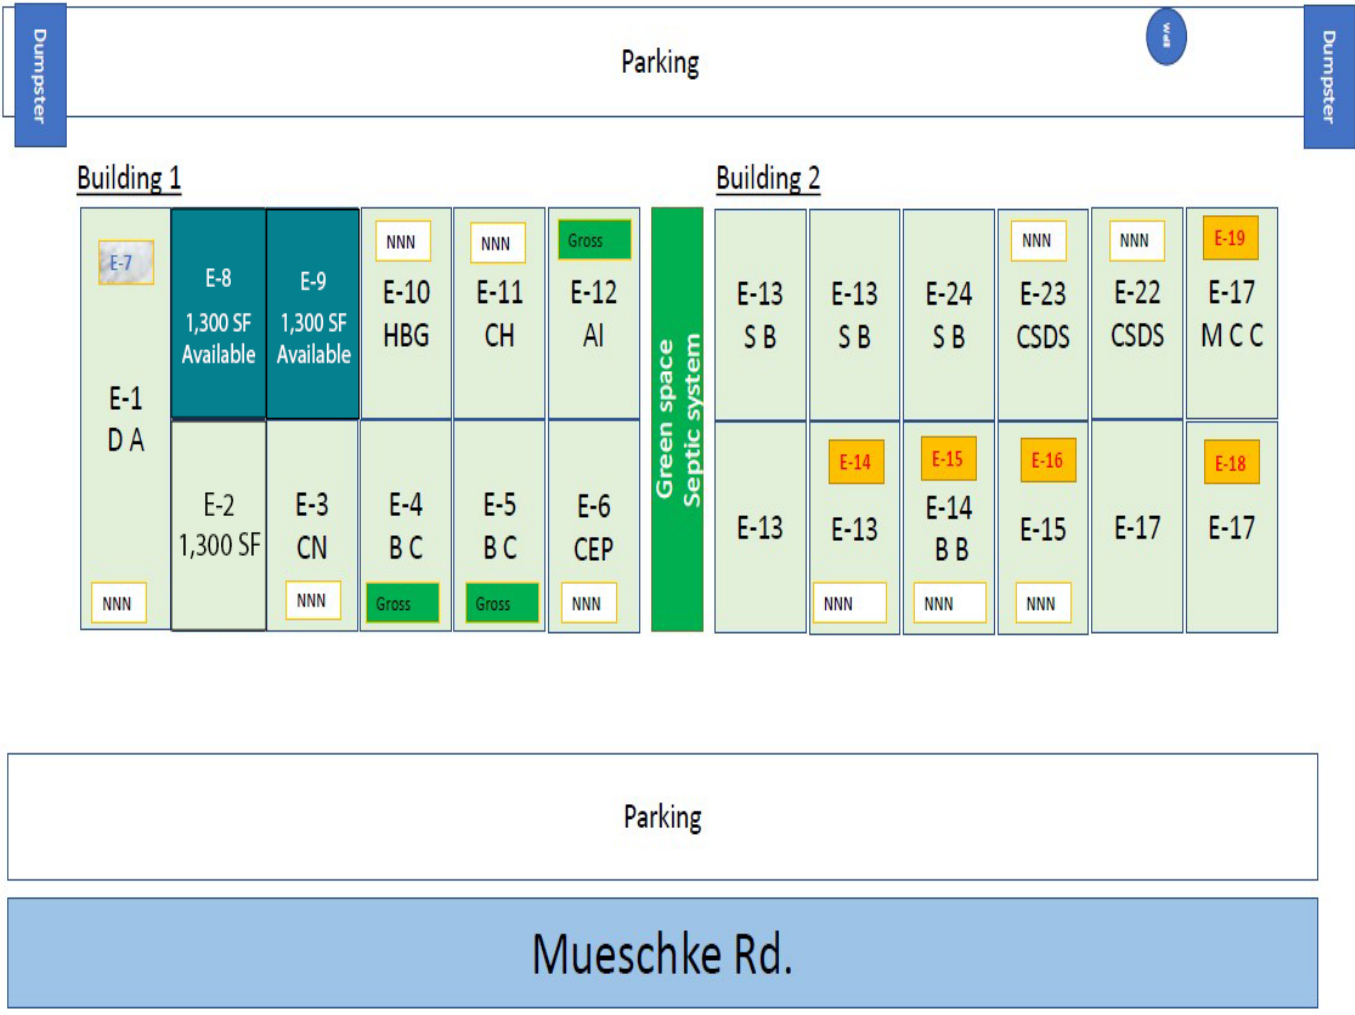 Dumpster
Parking
Well
Dumpster
Building 1
E-7
E-1
D A
NNN
E-8
1,300 SF
Available
E-9
1,300 SF
Available
NNN
E-10
HBG
NNN
E-11
CH
Gross
E-12
AI
E-2
1,300 SF
E-3
CN
NNN
E-4
B C
Gross
E-5
B C
Gross
E-6
CEP
NNN
Green space
Septic system
Building 2
E-13
S B
E-13
S B
E-24
S B
NNN
E-23
CSDS
NNN
E-22
CSDS
E-19
E-17
M C C
E-13
E-14
E-13
NNN
E-15
E-14
B B
NNN
E-16
E-15
NNN
E-17
E-18
E-17
Parking
Mueschke Rd.